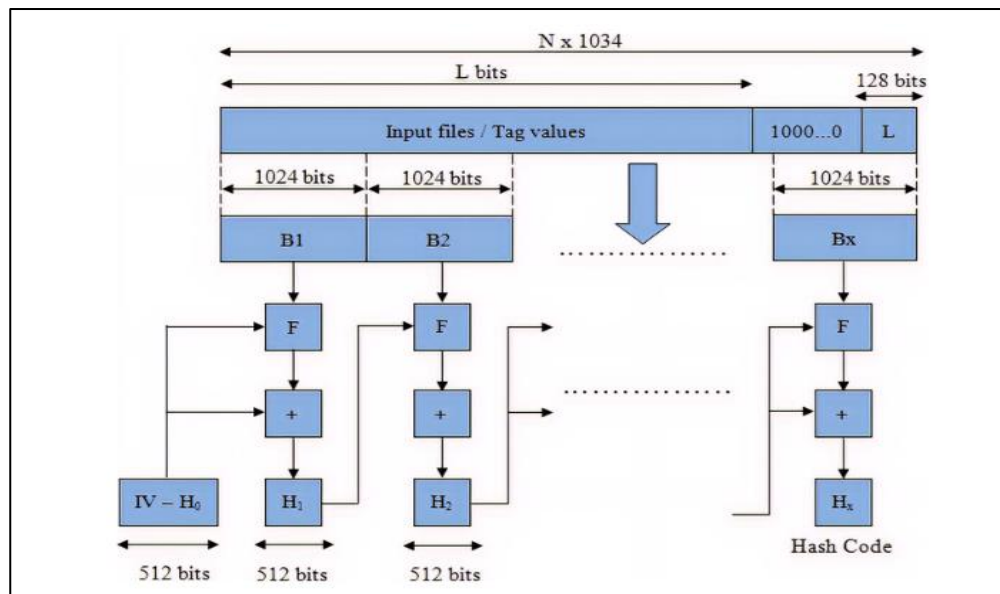 N x 1034
L bits
128 bits
Input files / Tag values
1000...0
L
1024 bits
1024 bits
1024 bits
B1
B2
Bx
F
F
F
+
+
+
IV – H₀
H₁
H₂
Hₓ
Hash Code
512 bits
512 bits
512 bits